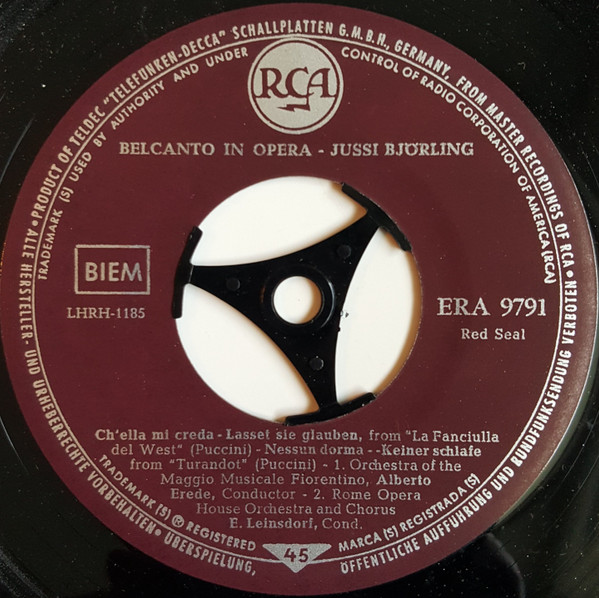 • PRODUCT OF TELDEC "TELEFUNKEN-DECCA" SCHALLPLATTEN G.M.B.H., GERMANY, FROM MASTER RECORDINGS OF RCA •
TRADEMARK (S) USED BY AUTHORITY AND UNDER CONTROL OF RADIO CORPORATION OF AMERICA (RCA)
RCA
BELCANTO IN OPERA - JUSSI BJÖRLING
BIEM
LHRH-1185
ERA 9791
Red Seal
Ch'ella mi creda - Lasset sie glauben, from "La Fanciulla
del West" (Puccini) - Nessun dorma - -Keiner schlafe
from "Turandot" (Puccini) - 1. Orchestra of the
Maggio Musicale Fiorentino, Alberto
Erede, Conductor - 2. Rome Opera
House Orchestra and Chorus
E. Leinsdorf, Cond.
TRADEMARK (S) ® REGISTERED
45
MARCA (S) REGISTRADA (S)
ALLE HERSTELLER- UND URHEBERRECHTE VORBEHALTEN • ÜBERSPIELUNG, ÖFFENTLICHE AUFFÜHRUNG UND RUNDFUNKSENDUNG VERBOTEN